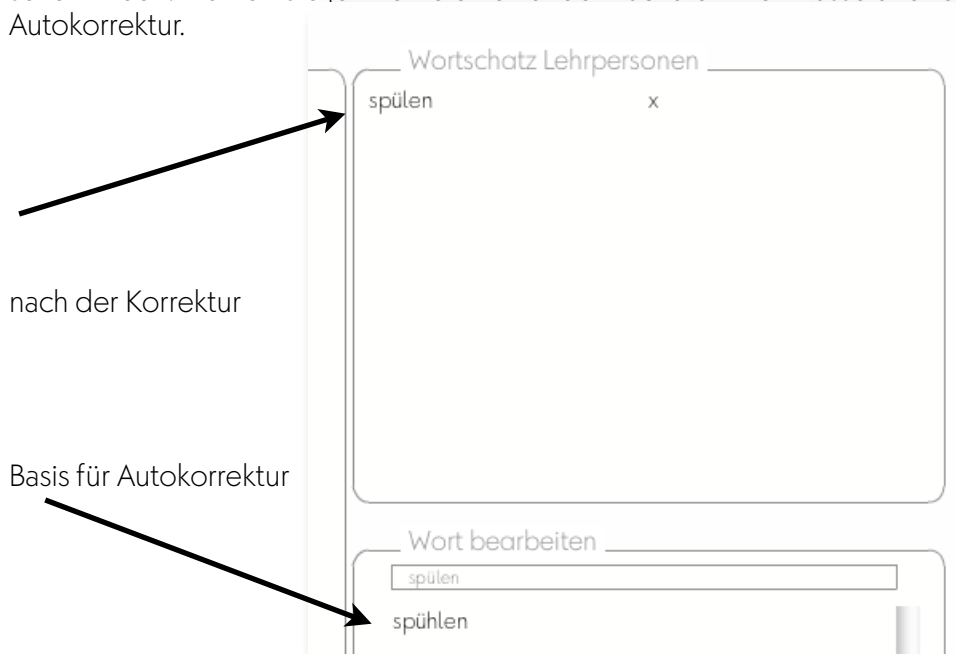 Autokorrektur.
Wortschatz Lehrpersonen
spülen x
nach der Korrektur
Basis für Autokorrektur
Wort bearbeiten
spülen
spühlen